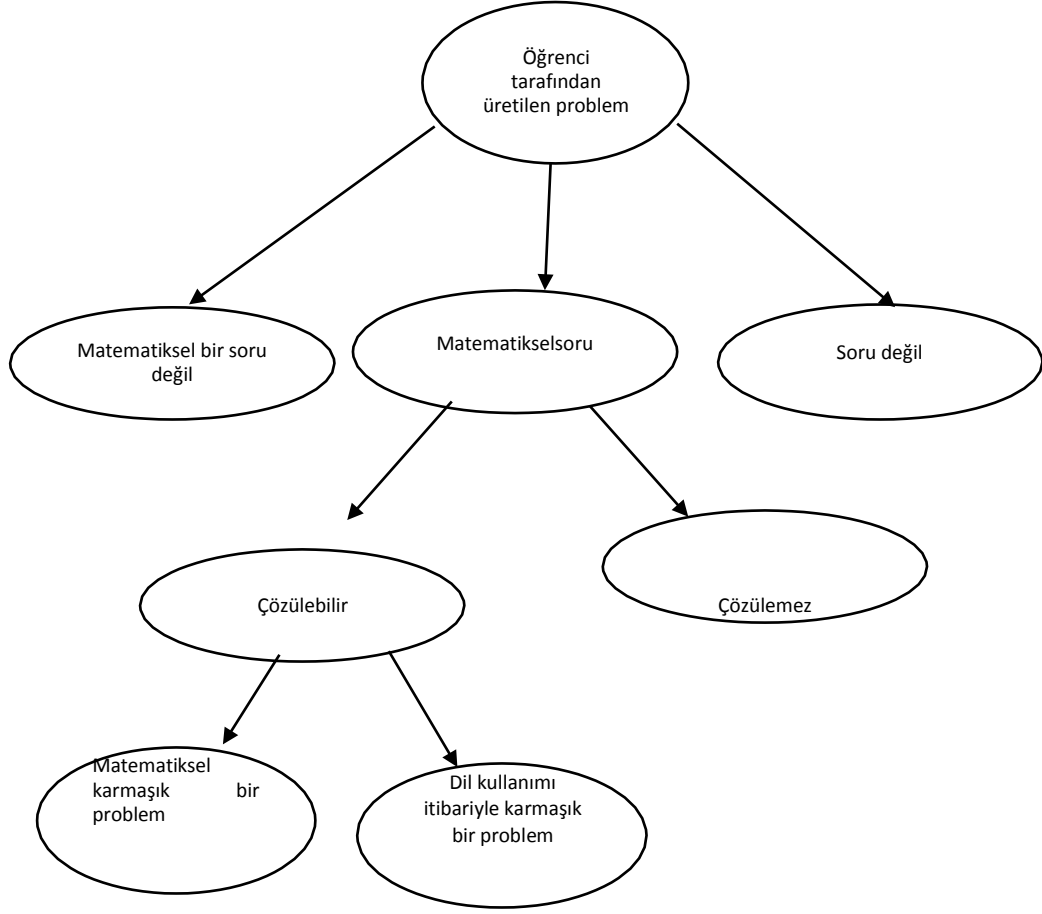 Öğrenci
tarafından
üretilen problem
Matematiksel bir soru
değil
Matematikselsoru
Soru değil
Çözülebilir
Çözülemez
Matematiksel
karmaşık bir
problem
Dil kullanımı
itibariyle karmaşık
bir problem